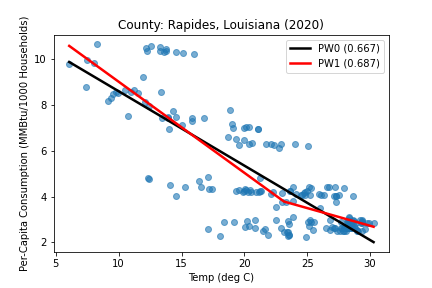 County: Rapides, Louisiana (2020)
Per-Capita Consumption (MMBtu/1000 Households)
10
8
6
4
2
PW0 (0.667)
PW1 (0.687)
5 10 15 20 25 30
Temp (deg C)